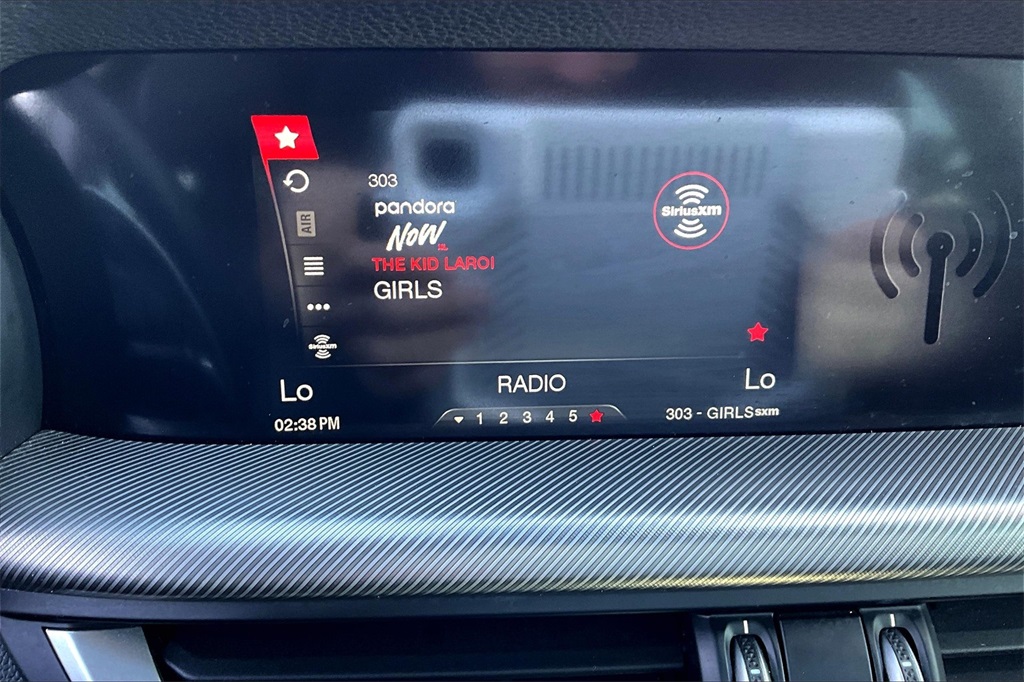 303
pandora
NOW
THE KID LAROI
GIRLS
SiriusXM
AIR
SiriusXM
Lo
RADIO
Lo
02:38 PM
1 2 3 4 5
303 - GIRLS sxm